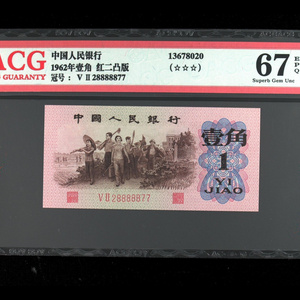 ACG
GUARANTY
中国人民银行
1962年壹角 红二凸版
冠号: V II 28888877
13678020
(☆☆☆)
67
EPQ
Superb Gem Unc
中国人民银行
壹角
1
YI
JIAO
V II 28888877